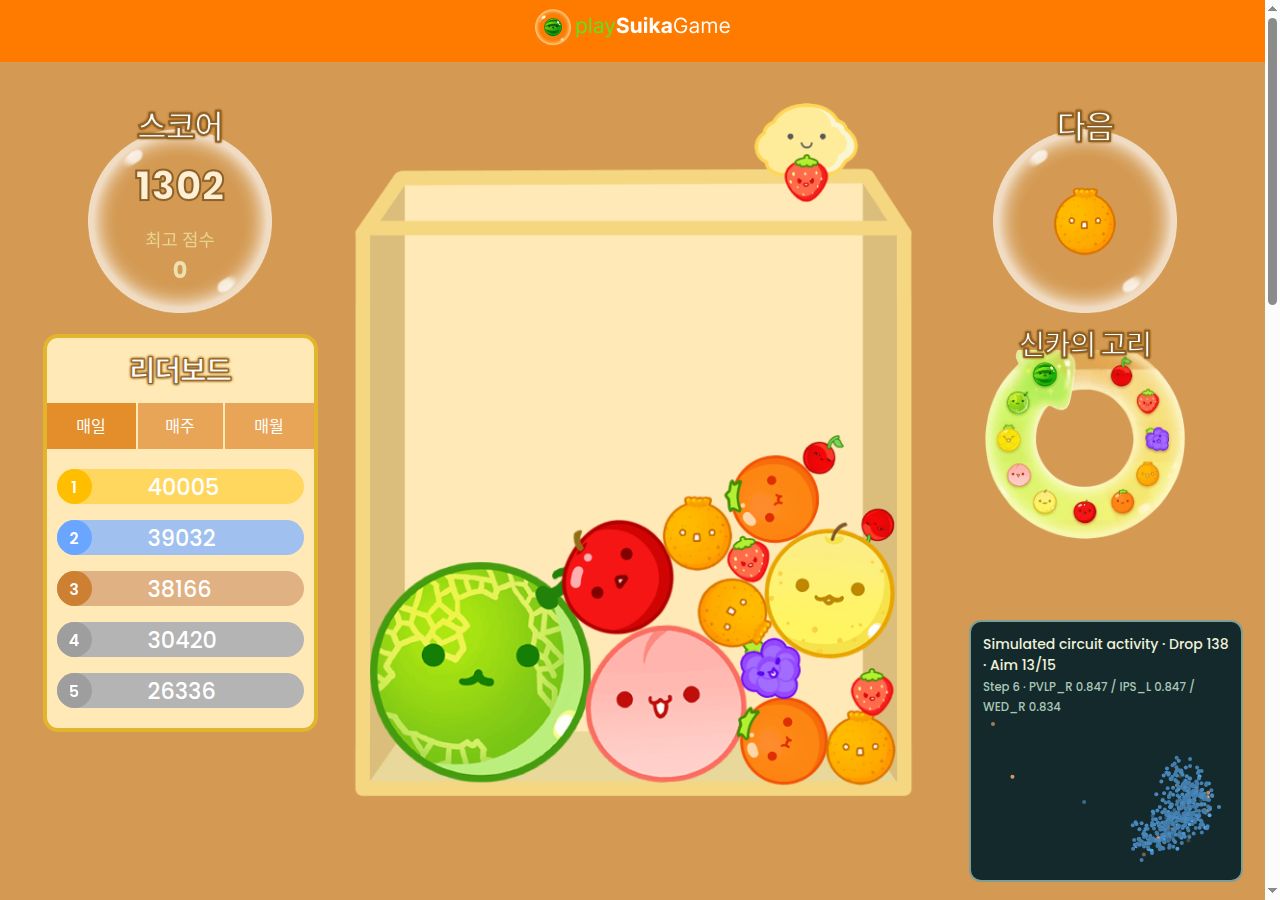 playSuikaGame
스코어
1302
최고 점수
0
다음
신카의 고리
리더보드
매일 매주 매월
1 40005
2 39032
3 38166
4 30420
5 26336
Simulated circuit activity · Drop 138
· Aim 13/15
Step 6 · PVLP_R 0.847 / IPS_L 0.847 /
WED_R 0.834